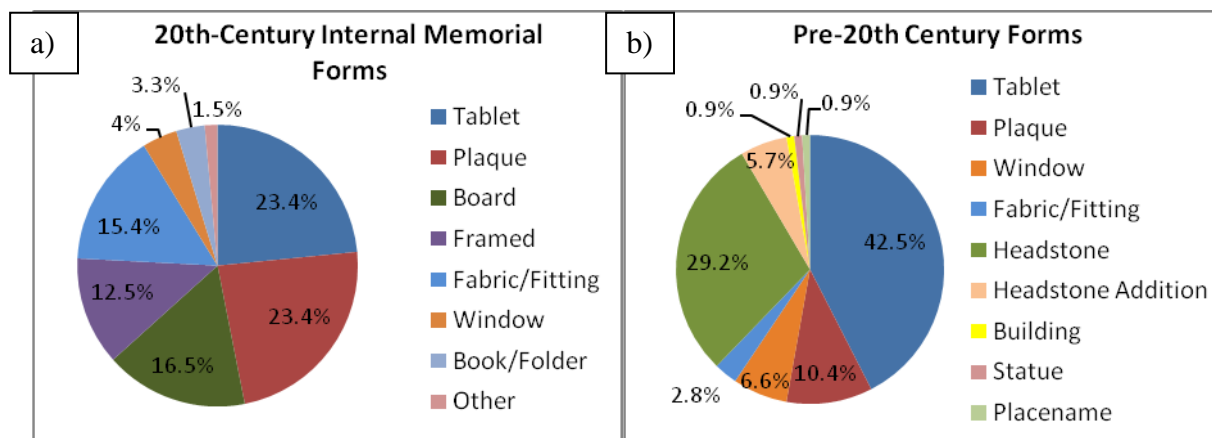 a)
20th-Century Internal Memorial
Forms
3.3%
1.5%
4%
23.4%
15.4%
12.5%
23.4%
16.5%
Tablet
Plaque
Board
Framed
Fabric/Fitting
Window
Book/Folder
Other
b)
Pre-20th Century Forms
0.9%
0.9%
0.9%
5.7%
42.5%
29.2%
10.4%
6.6%
2.8%
Tablet
Plaque
Window
Fabric/Fitting
Headstone
Headstone Addition
Building
Statue
Placename